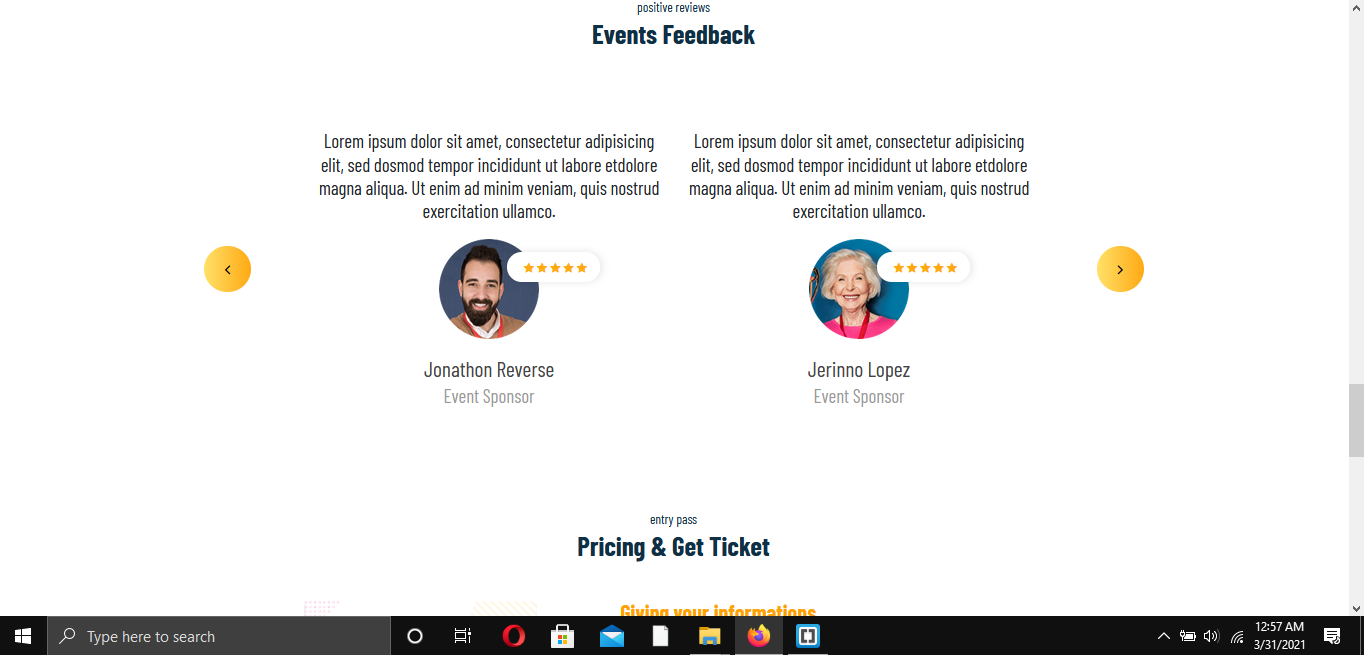 positive reviews
Events Feedback
Lorem ipsum dolor sit amet, consectetur adipisicing
elit, sed dosmod tempor incididunt ut labore etdolore
magna aliqua. Ut enim ad minim veniam, quis nostrud
exercitation ullamco.
Jonathon Reverse
Event Sponsor
Lorem ipsum dolor sit amet, consectetur adipisicing
elit, sed dosmod tempor incididunt ut labore etdolore
magna aliqua. Ut enim ad minim veniam, quis nostrud
exercitation ullamco.
Jerinno Lopez
Event Sponsor
entry pass
Pricing & Get Ticket
Giving your informations
Type here to search
12:57 AM
3/31/2021